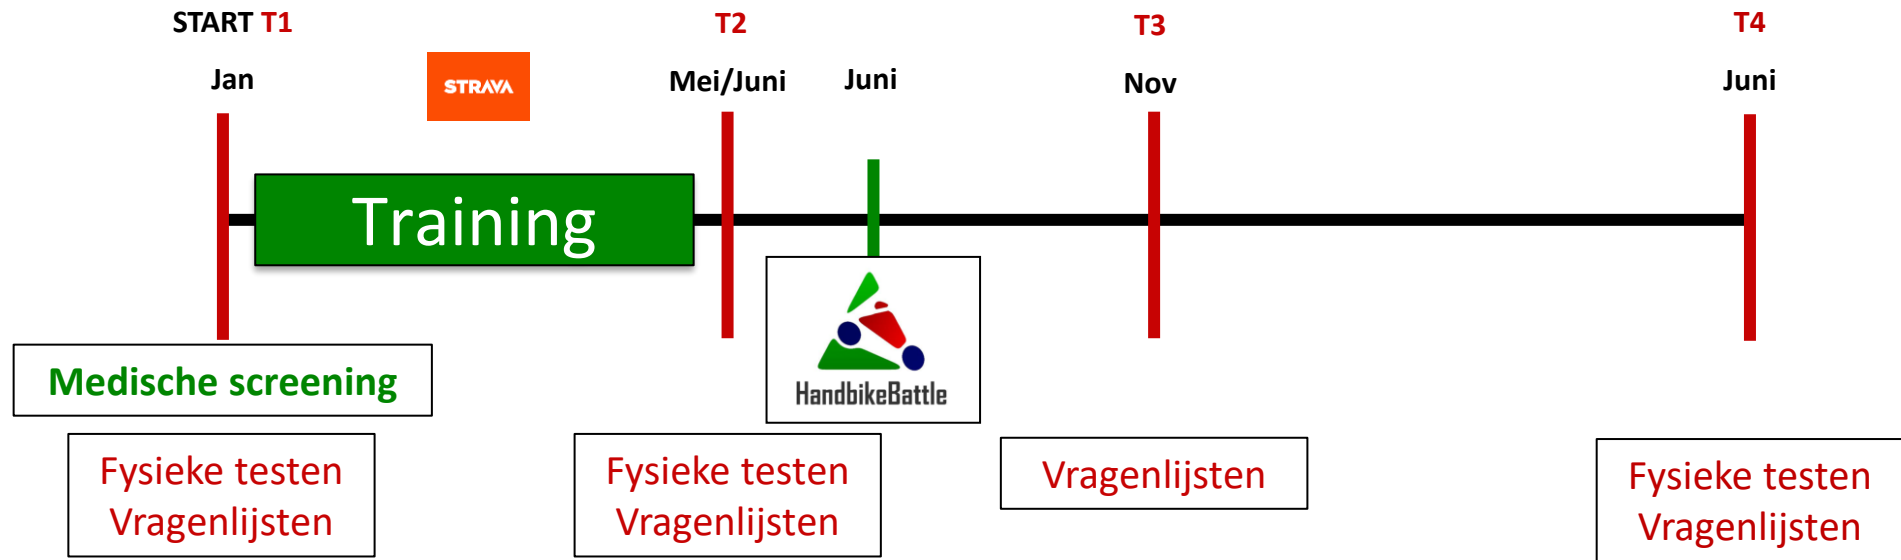 START T1
T2
T3
T4
Jan
STRAVA
Mei/Juni
Juni
Nov
Juni
Training
HandbikeBattle
Medische screening
Fysieke testen
Vragenlijsten
Fysieke testen
Vragenlijsten
Vragenlijsten
Fysieke testen
Vragenlijsten